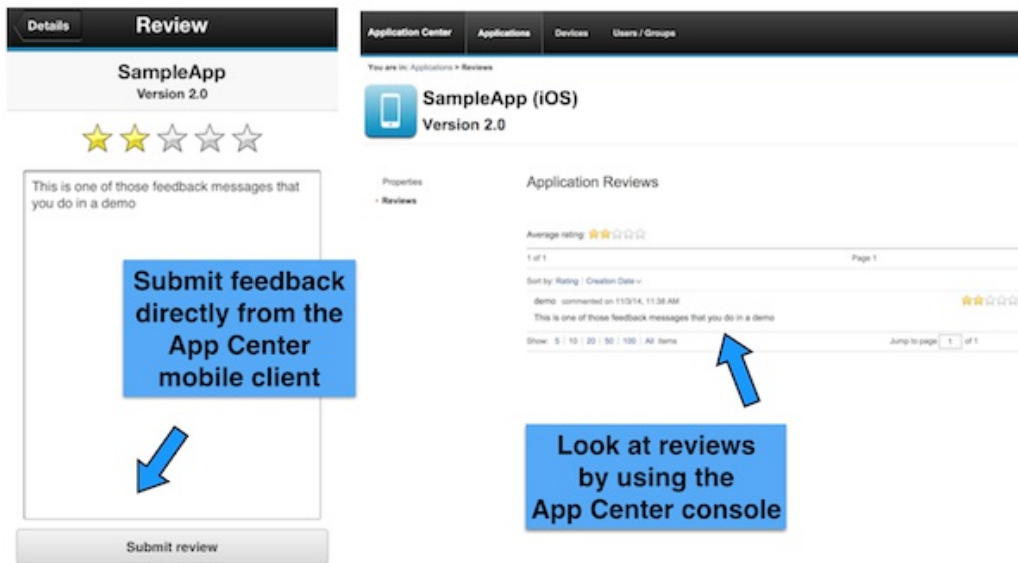 Details
Review
SampleApp
Version 2.0
This is one of those feedback messages that
you do in a demo
Submit feedback
directly from the
App Center
mobile client
Submit review
Application Center
Applications
Devices
Users / Groups
You are in: Applications > Reviews
SampleApp (iOS)
Version 2.0
Properties
Reviews
Application Reviews
Average rating:
1 of 1
Page 1
Sort by: Rating | Creation Date
demo commented on 11/3/14, 11:38 AM
This is one of those feedback messages that you do in a demo
Show: 5 | 10 | 20 | 50 | 100 | All items
Jump to page 1 of 1
Look at reviews
by using the
App Center console